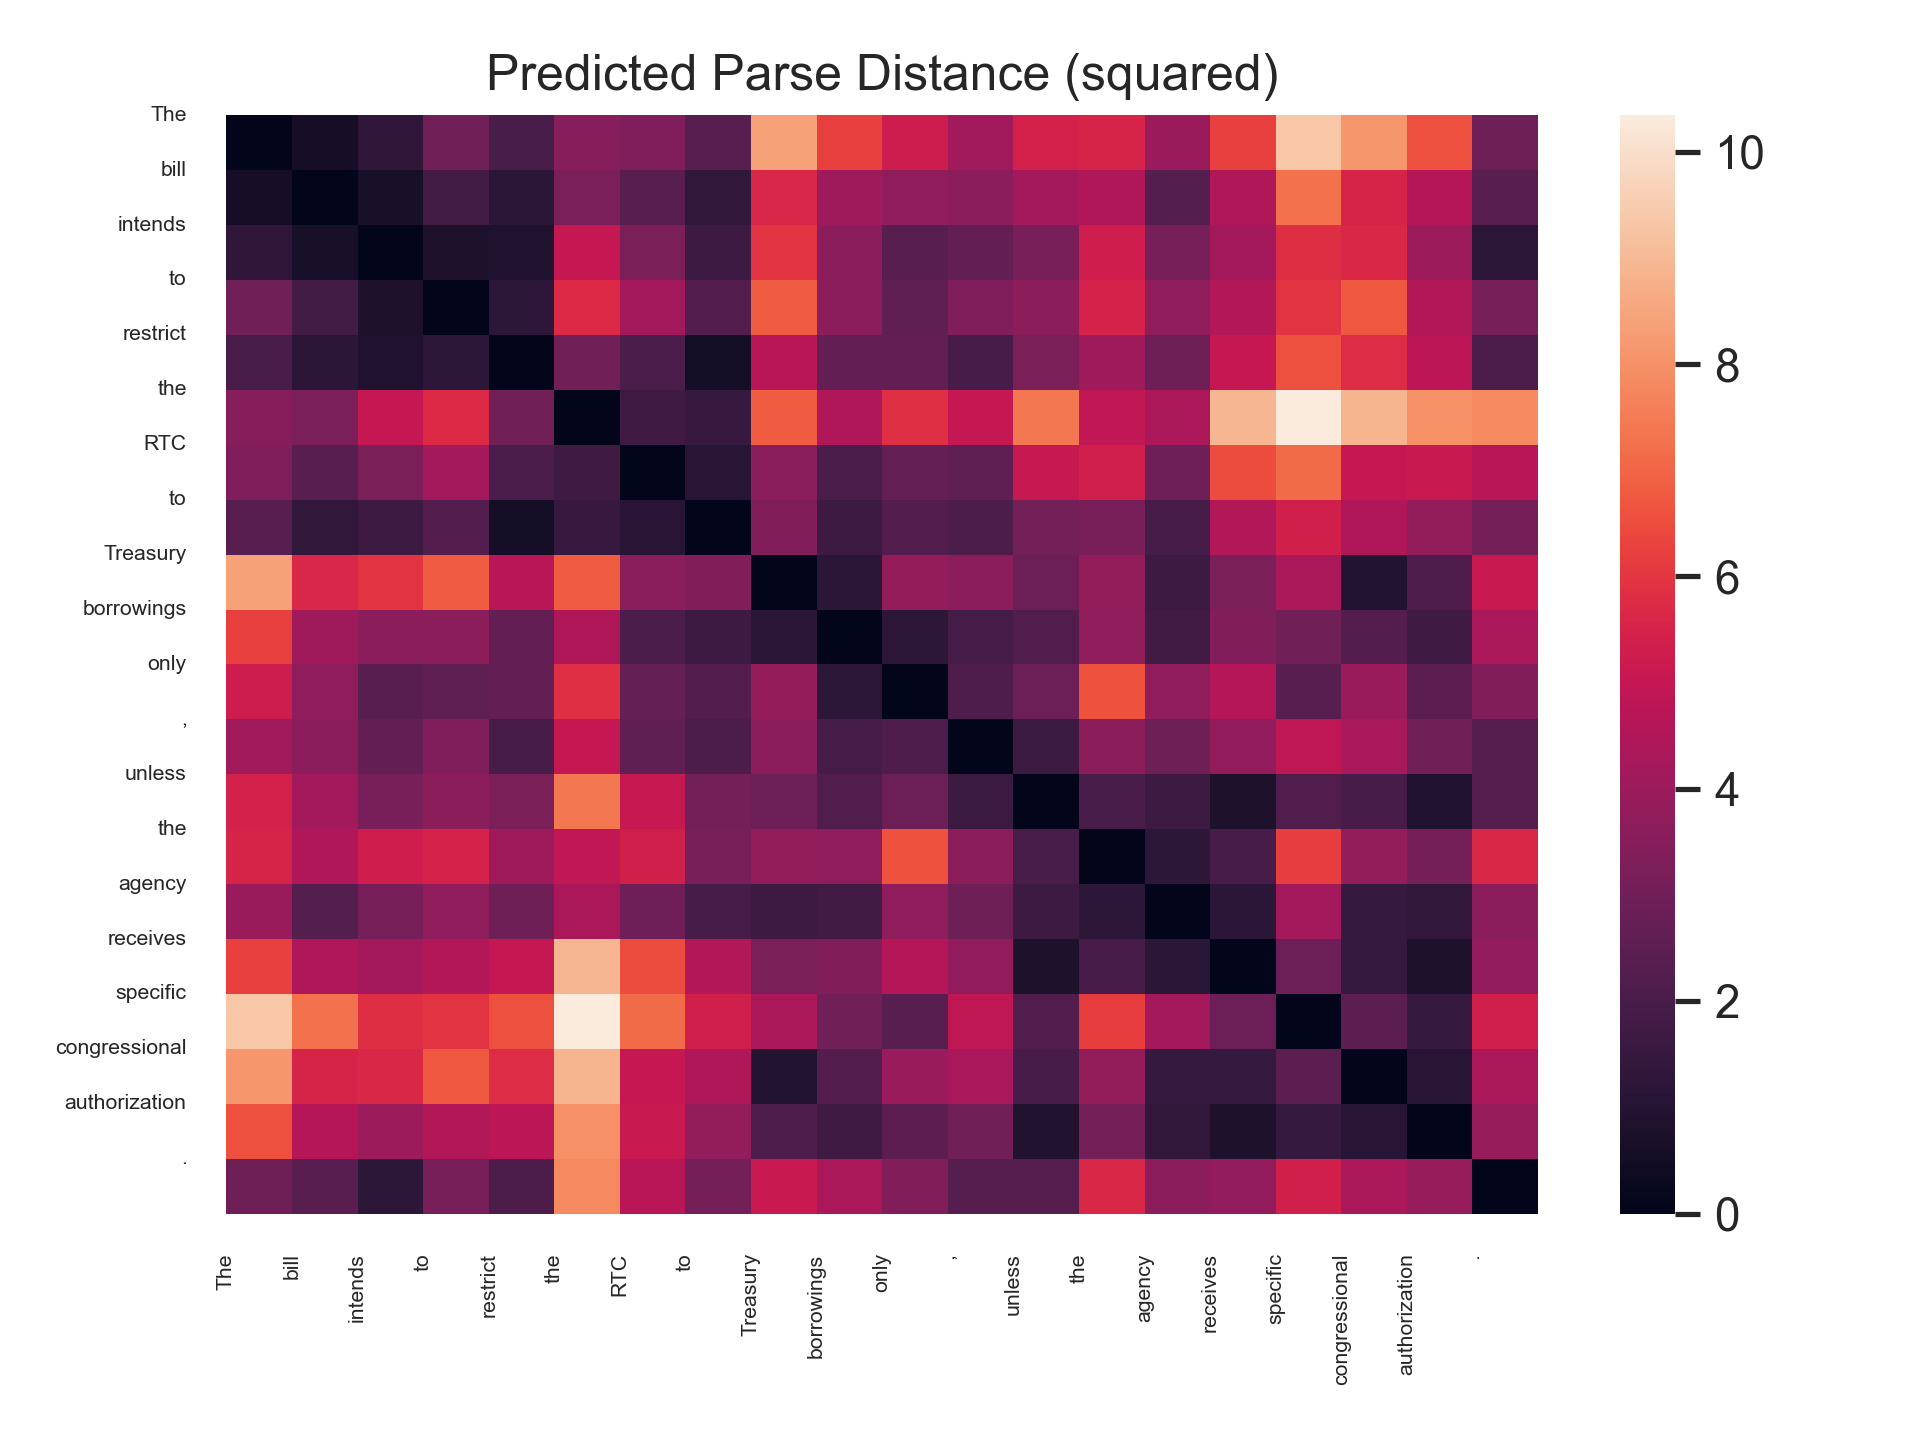 Predicted Parse Distance (squared)
The
bill
intends
to
restrict
the
RTC
to
Treasury
borrowings
only
,
unless
the
agency
receives
specific
congressional
authorization
.
10
8
6
4
2
0
The
bill
intends
to
restrict
the
RTC
to
Treasury
borrowings
only
,
unless
the
agency
receives
specific
congressional
authorization
.